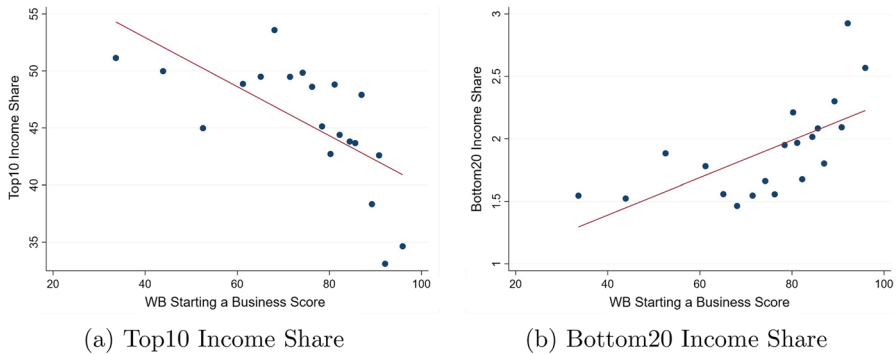 55
50
45
40
35
Top10 Income Share
20 40 60 80 100
WB Starting a Business Score
(a) Top10 Income Share
3
2.5
2
1.5
1
Bottom20 Income Share
20 40 60 80 100
WB Starting a Business Score
(b) Bottom20 Income Share